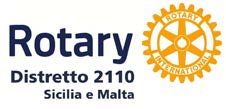 Rotary
Distretto 2110
Sicilia e Malta
ROTARY
INTERNATIONAL